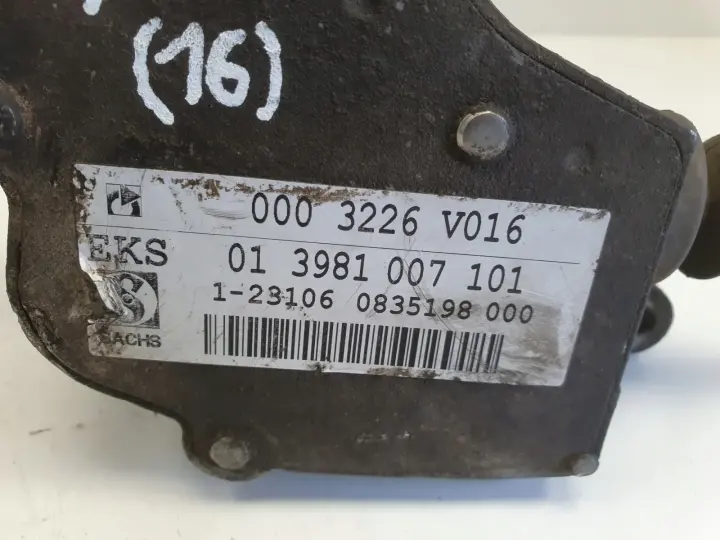 (16)
000 3226 V016
EKS
01 3981 007 101
1-23106 0835198 000
SACHS